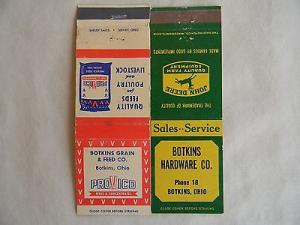 QUALITY
FEEDS
for
POULTRY
LIVESTOCK
BOTKINS GRAIN
& FEED CO.
Botkins, Ohio
PROVICO
CLOSE COVER BEFORE STRIKING
MADE FAMOUS BY GOOD IMPLEMENTS
JOHN DEERE
QUALITY FARM
EQUIPMENT
THE TRADEMARK OF QUALITY
Sales - Service
BOTKINS
HARDWARE CO.
Phone 18
BOTKINS, OHIO
CLOSE COVER BEFORE STRIKING